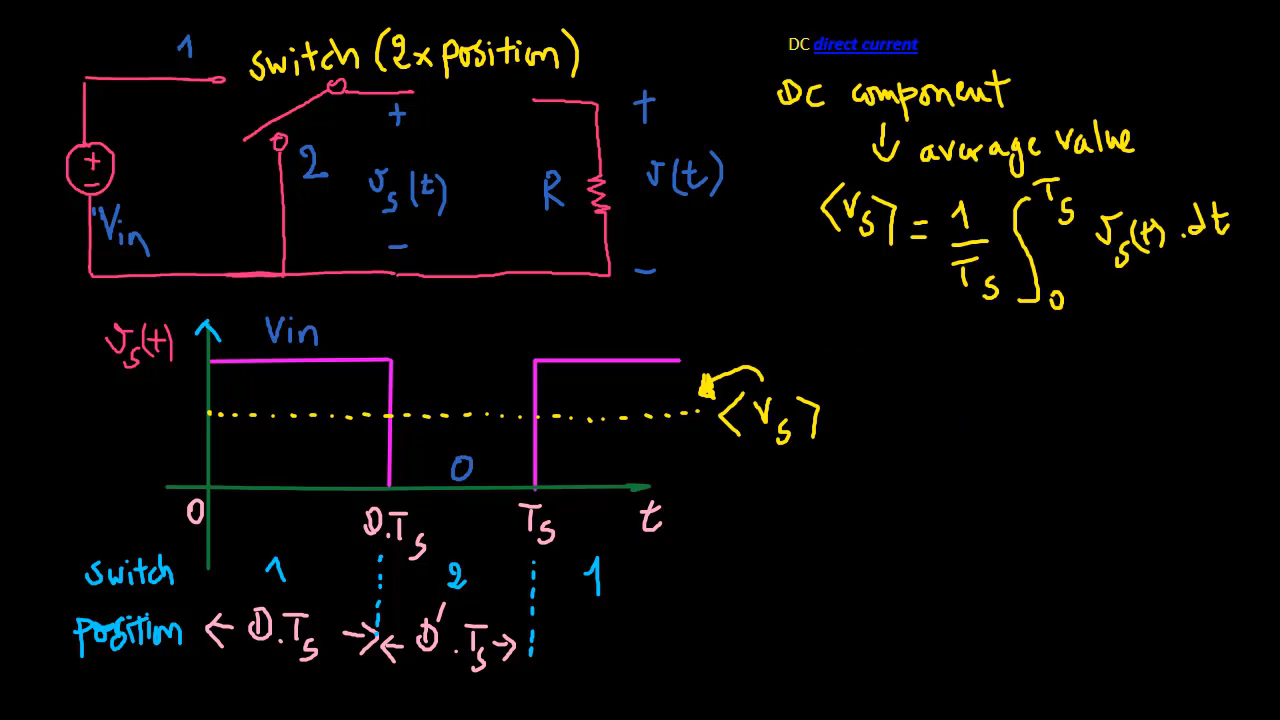 1
switch (2x position)
+
-
Vin
2
+
vs(t)
-
R
+
v(t)
-
DC direct current
DC component
↓ average value
⟨vs⟩ = 1/Ts ∫0^Ts vs(t).dt
vs(t)
Vin
⟨vs⟩
0
0
D.Ts
Ts
t
switch 1 2 1
position ← D.Ts → ← D'.Ts →